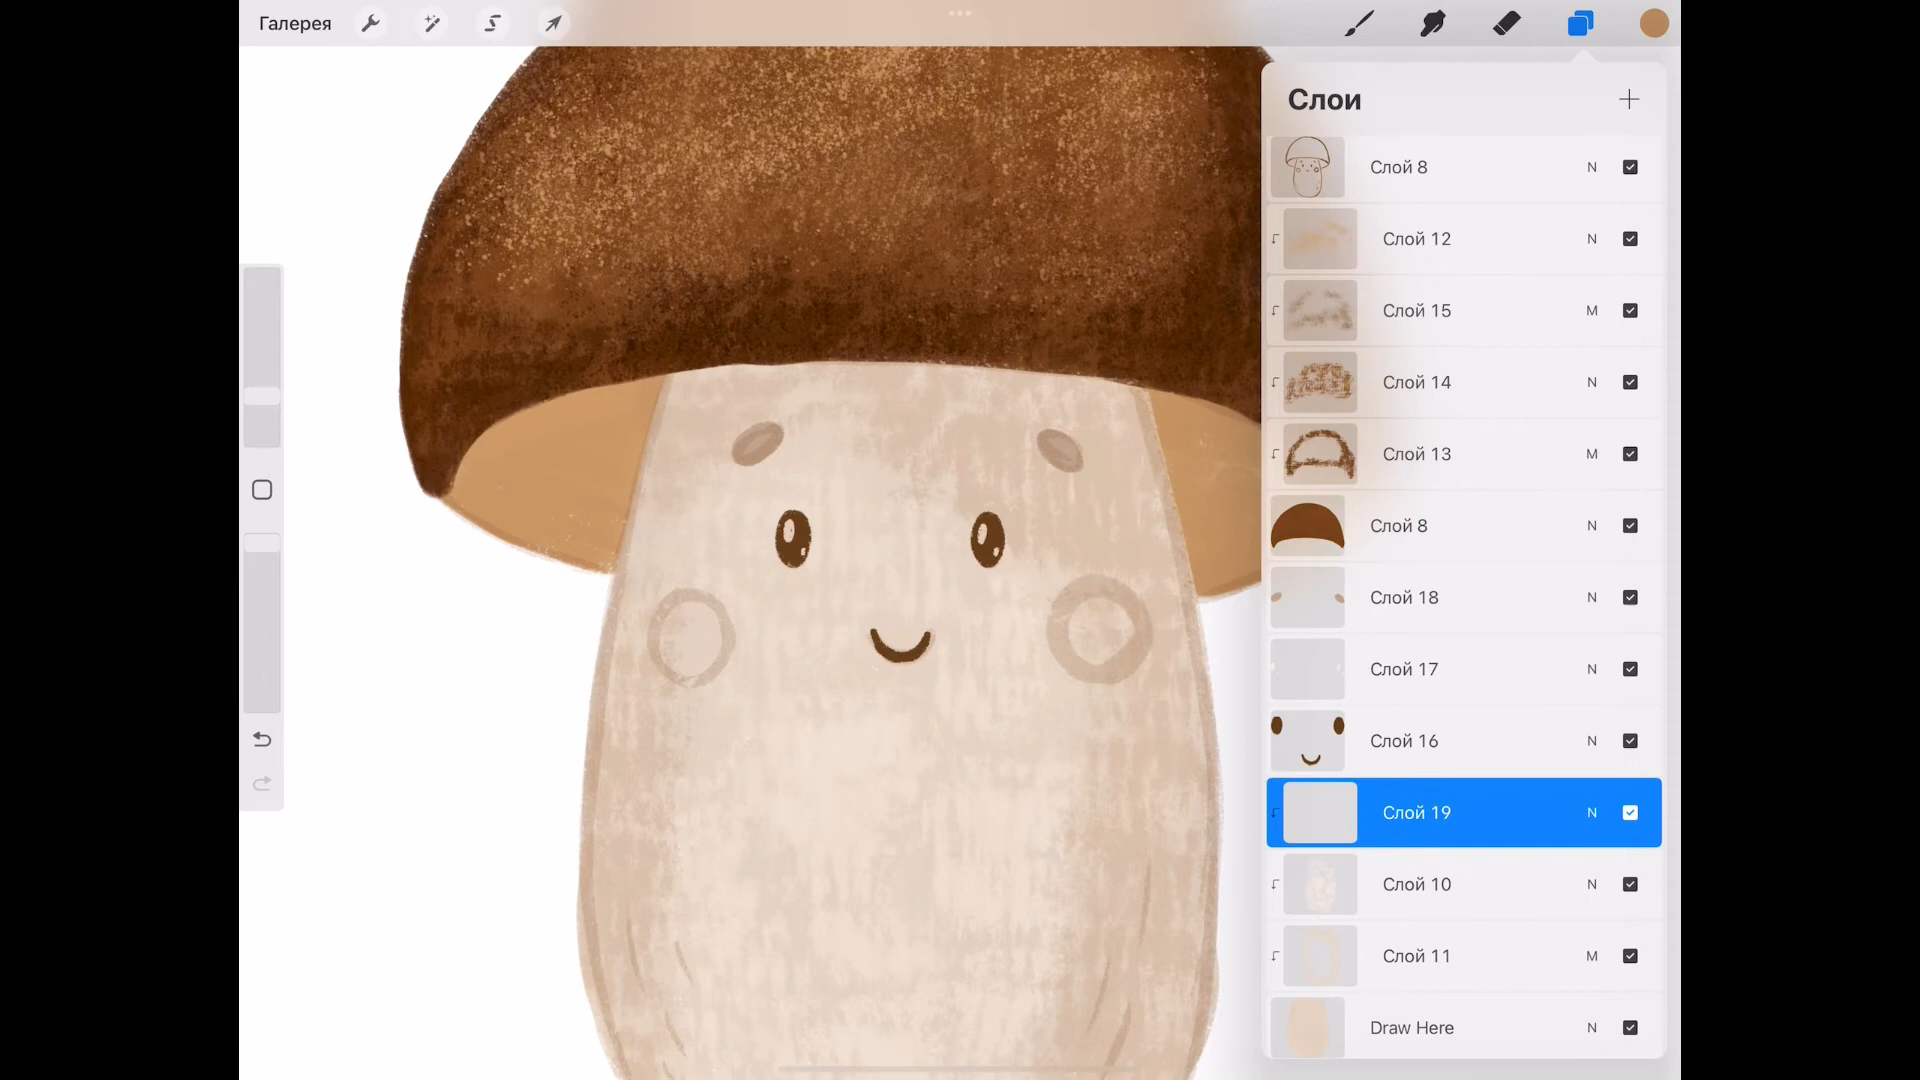 Галерея
Слои
Слой 8 N
Слой 12 N
Слой 15 M
Слой 14 N
Слой 13 M
Слой 8 N
Слой 18 N
Слой 17 N
Слой 16 N
Слой 19 N
Слой 10 N
Слой 11 M
Draw Here N